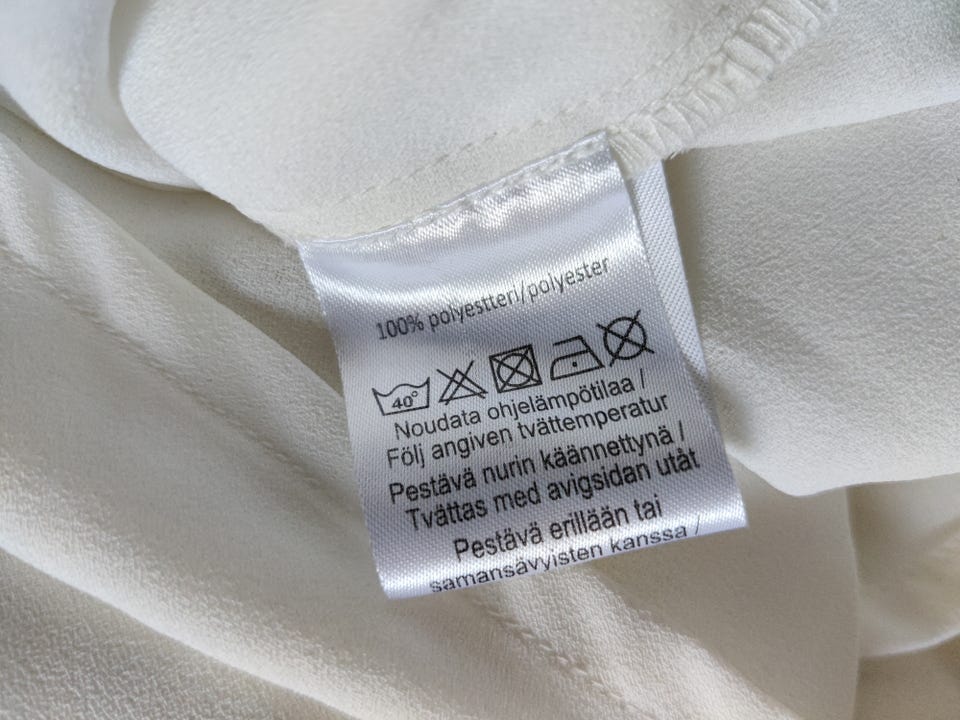 100% polyestteri/polyester
40°
Noudata ohjelämpötilaa /
Följ angiven tvättemperatur
Pestävä nurin käännettynä /
Tvättas med avigsidan utåt
Pestävä erillään tai
samansävyisten kanssa /